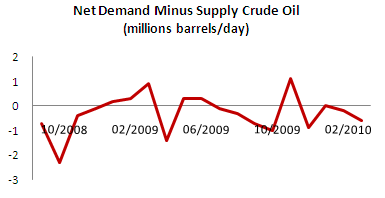 Net Demand Minus Supply Crude Oil
(millions barrels/day)
2
1
0
10/2008 02/2009 06/2009 10/2009 02/2010
-1
-2
-3